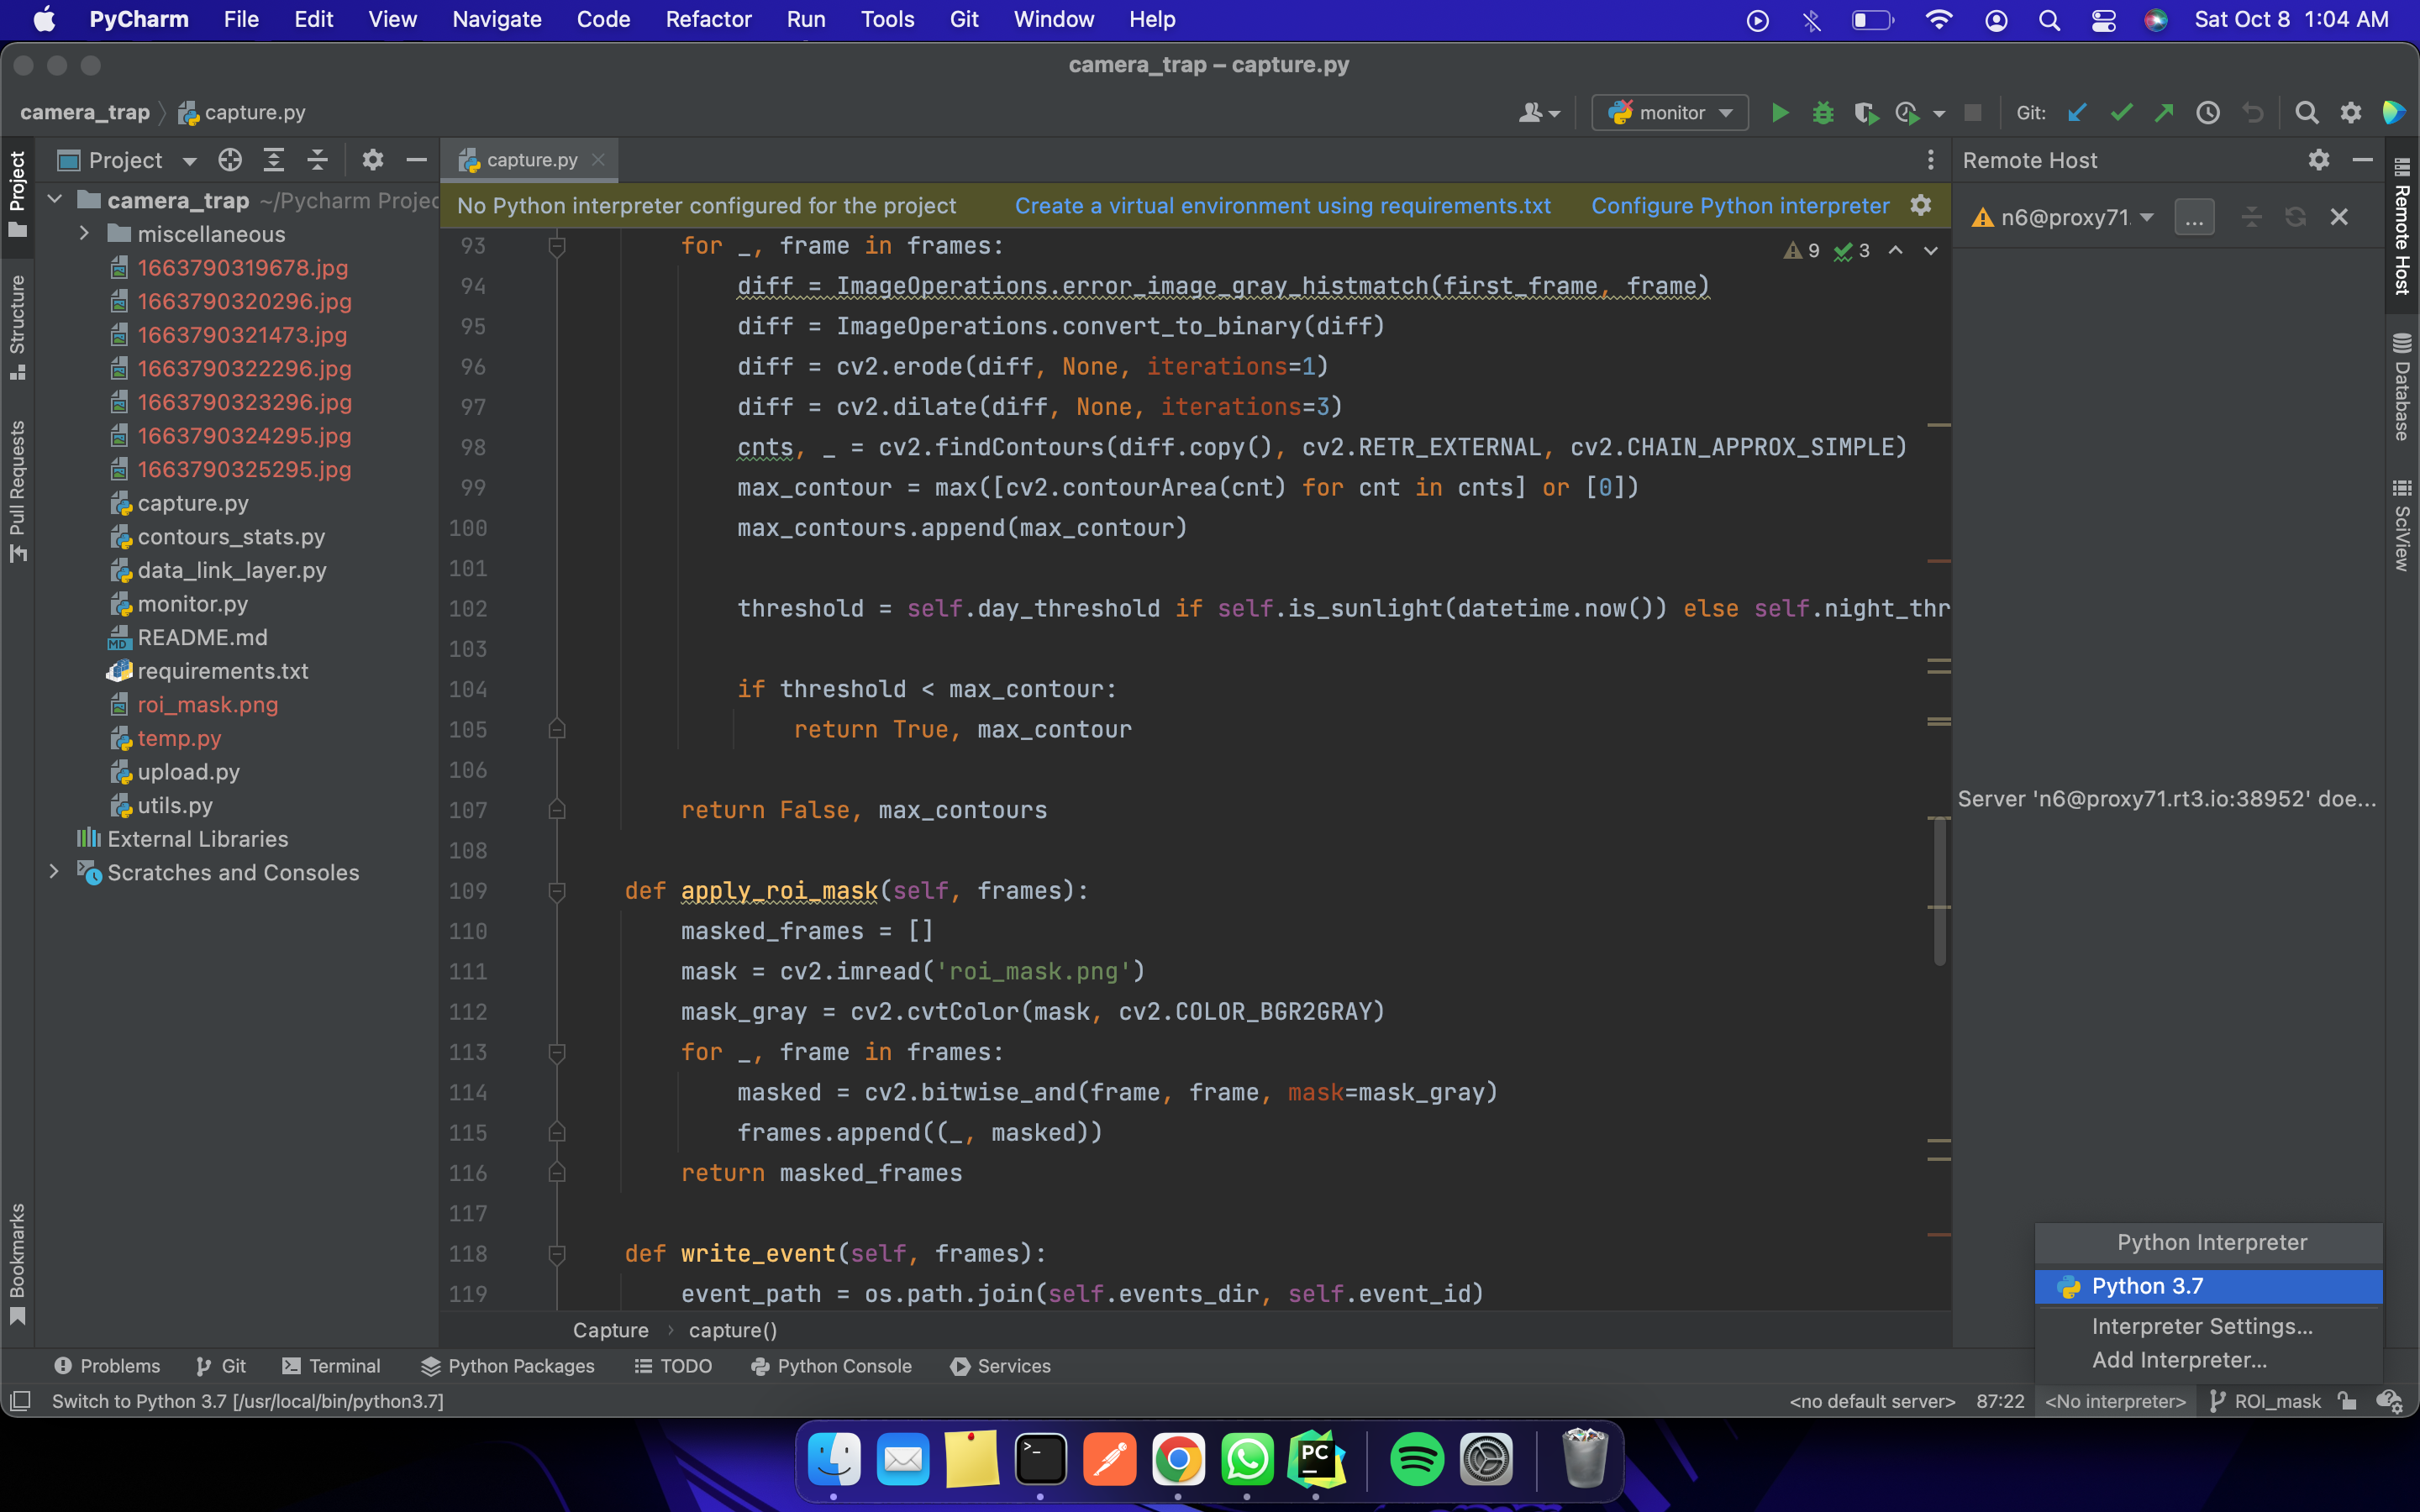 PyCharm File Edit View Navigate Code Refactor Run Tools Git Window Help Sat Oct 8 1:04 AM
camera_trap – capture.py
camera_trap capture.py monitor Git:
Project capture.py Remote Host
camera_trap ~/Pycharm Projec
No Python interpreter configured for the project Create a virtual environment using requirements.txt Configure Python interpreter
n6@proxy71. ...
miscellaneous
1663790319678.jpg
1663790320296.jpg
1663790321473.jpg
1663790322296.jpg
1663790323296.jpg
1663790324295.jpg
1663790325295.jpg
capture.py
contours_stats.py
data_link_layer.py
monitor.py
README.md
requirements.txt
roi_mask.png
temp.py
upload.py
utils.py
External Libraries
Scratches and Consoles
Project
Structure
Pull Requests
Bookmarks
9 3
93 for _, frame in frames:
94 diff = ImageOperations.error_image_gray_histmatch(first_frame, frame)
95 diff = ImageOperations.convert_to_binary(diff)
96 diff = cv2.erode(diff, None, iterations=1)
97 diff = cv2.dilate(diff, None, iterations=3)
98 cnts, _ = cv2.findContours(diff.copy(), cv2.RETR_EXTERNAL, cv2.CHAIN_APPROX_SIMPLE)
99 max_contour = max([cv2.contourArea(cnt) for cnt in cnts] or [0])
100 max_contours.append(max_contour)
101
102 threshold = self.day_threshold if self.is_sunlight(datetime.now()) else self.night_thr
103
104 if threshold < max_contour:
105 return True, max_contour
106
107 return False, max_contours
108
109 def apply_roi_mask(self, frames):
110 masked_frames = []
111 mask = cv2.imread('roi_mask.png')
112 mask_gray = cv2.cvtColor(mask, cv2.COLOR_BGR2GRAY)
113 for _, frame in frames:
114 masked = cv2.bitwise_and(frame, frame, mask=mask_gray)
115 frames.append((_, masked))
116 return masked_frames
117
118 def write_event(self, frames):
119 event_path = os.path.join(self.events_dir, self.event_id)
Capture capture()
Server 'n6@proxy71.rt3.io:38952' doe...
Remote Host
Database
SciView
Python Interpreter
Python 3.7
Interpreter Settings...
Add Interpreter...
Problems Git Terminal Python Packages TODO Python Console Services
Switch to Python 3.7 [/usr/local/bin/python3.7] <no default server> 87:22 <No interpreter> ROI_mask
PC